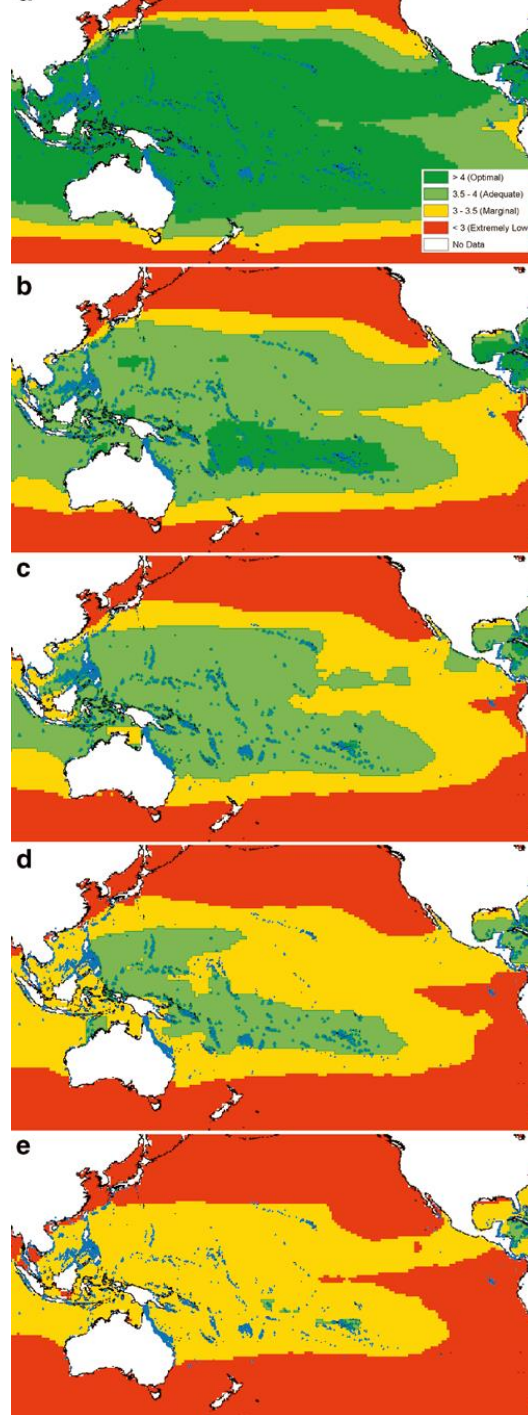 > 4 (Optimal)
3.5 - 4 (Adequate)
3 - 3.5 (Marginal)
< 3 (Extremely Low
No Data
b
c
d
e